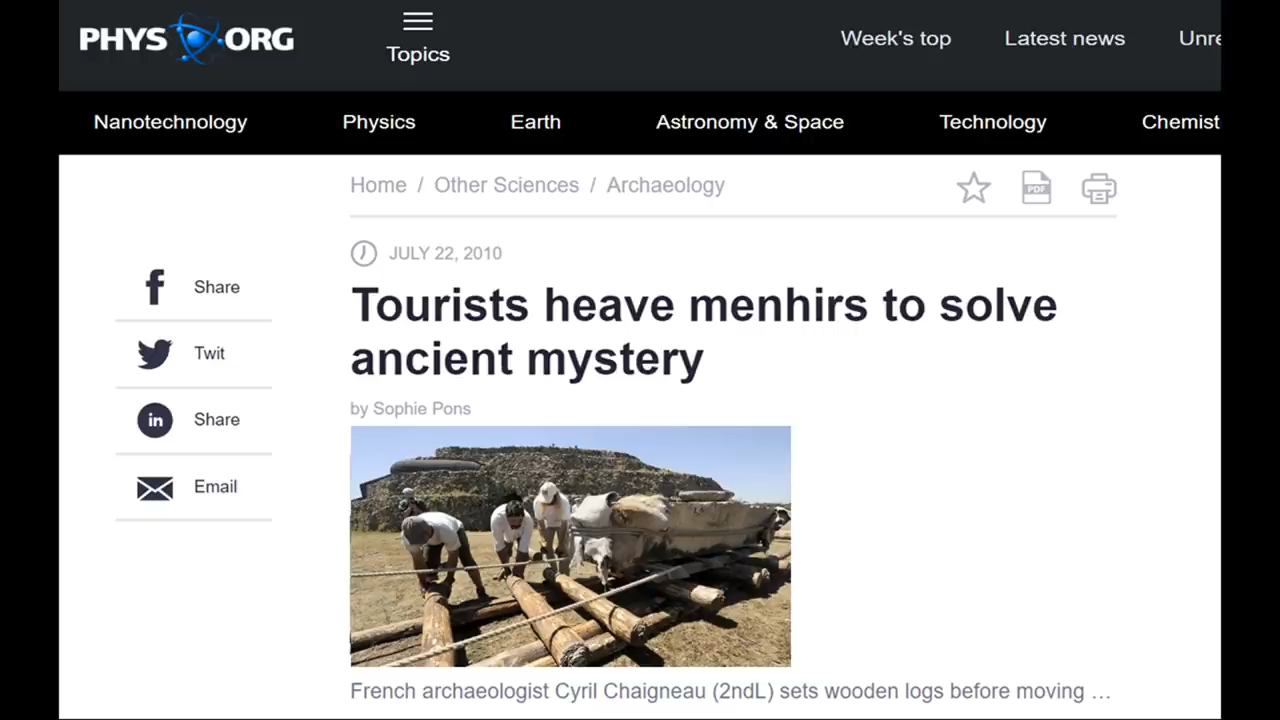 PHYS ORG
Topics
Week's top
Latest news
Unre
Nanotechnology
Physics
Earth
Astronomy & Space
Technology
Chemist
Home / Other Sciences / Archaeology
PDF
JULY 22, 2010
Tourists heave menhirs to solve
ancient mystery
by Sophie Pons
Share
Twit
in Share
Email
French archaeologist Cyril Chaigneau (2ndL) sets wooden logs before moving …